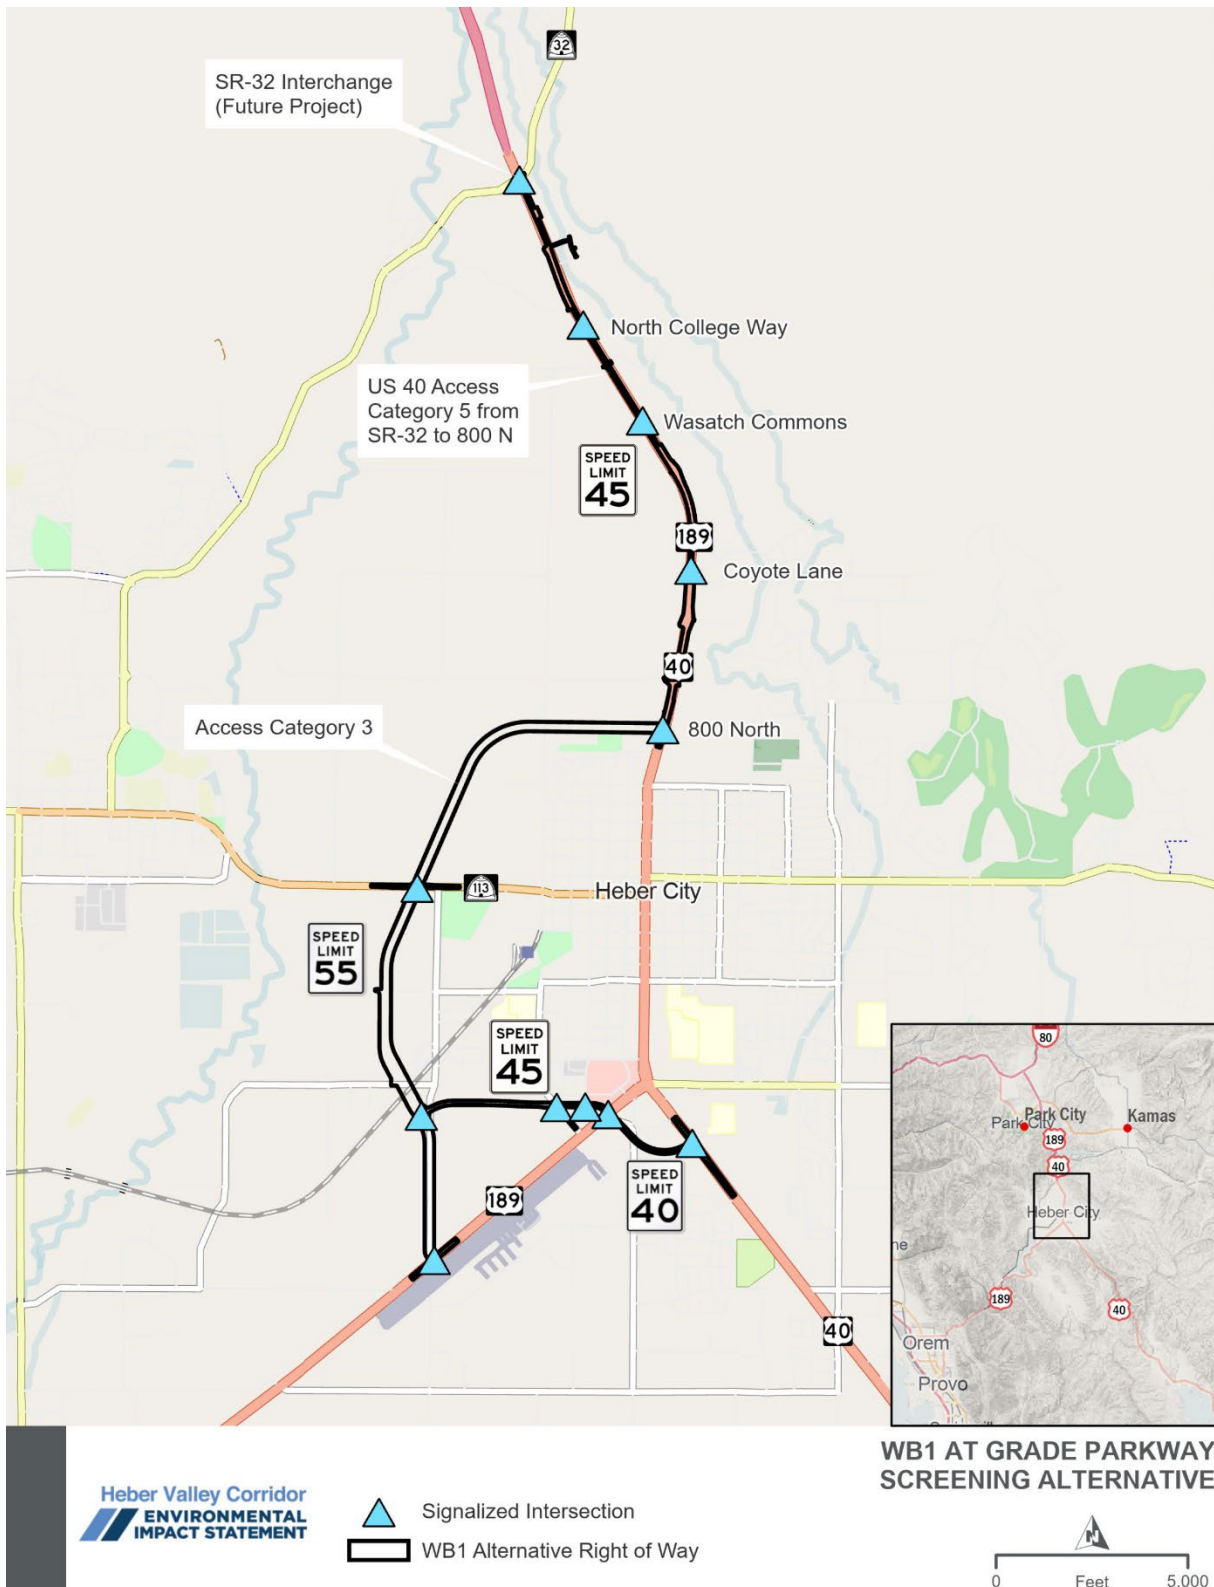 32
SR-32 Interchange
(Future Project)
North College Way
US 40 Access
Category 5 from
SR-32 to 800 N
Wasatch Commons
SPEED
LIMIT
45
189
Coyote Lane
40
Access Category 3
800 North
113
Heber City
SPEED
LIMIT
55
SPEED
LIMIT
45
SPEED
LIMIT
40
189
40
80
Park City
Park City
Kamas
189
40
Heber City
ne
189
40
Orem
Provo
WB1 AT GRADE PARKWAY
SCREENING ALTERNATIVE
Heber Valley Corridor
ENVIRONMENTAL
IMPACT STATEMENT
Signalized Intersection
WB1 Alternative Right of Way
N
0 Feet 5,000